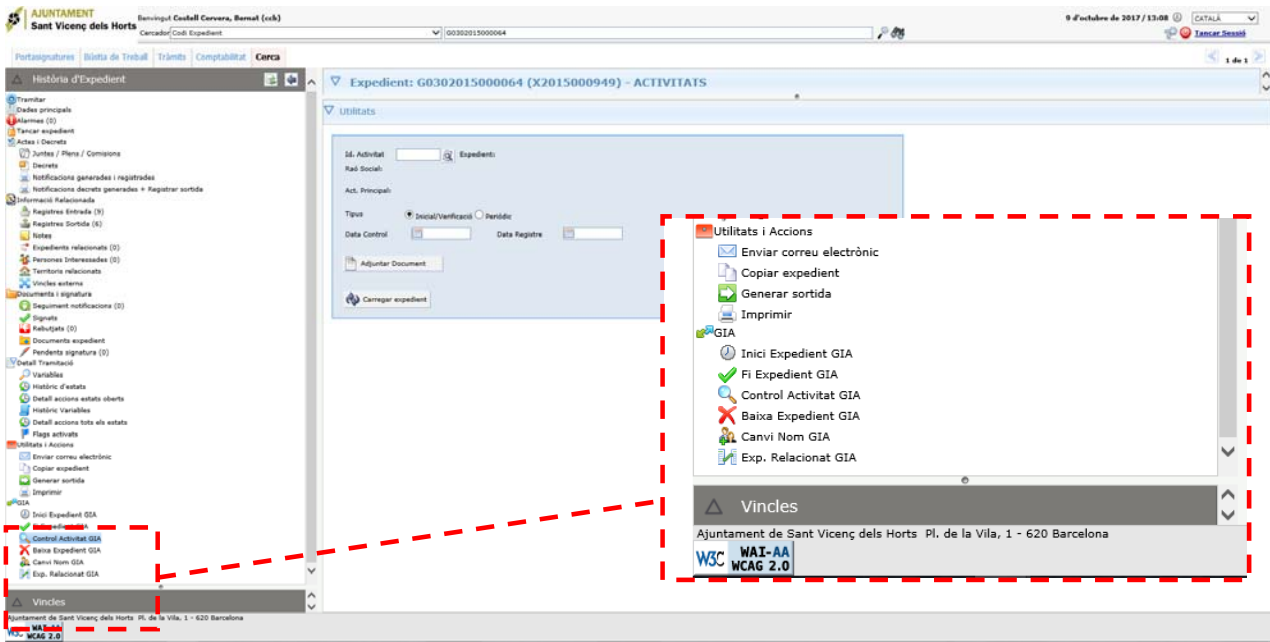 AJUNTAMENT
Sant Vicenç dels Horts
Benvingut Castell Cervera, Bernat (ccb)
9 d'octubre de 2017 / 13:08
CATALÀ
Cercador
Codi Expedient
G0302015000064
Tancar Sessió
Portasignatures
Bústia de Treball
Tràmits
Comptabilitat
Cerca
1 de 1
Història d'Expedient
Tramitar
Dades principals
Alarmes (0)
Tancar expedient
Actes i Decrets
Juntes / Plens / Comisions
Decrets
Notificacions generades i registrades
Notificacions decrets generades + Registrar sortida
Informació Relacionada
Registres Entrada (9)
Registres Sortida (6)
Notes
Expedients relacionats (0)
Persones Interessades (0)
Territoris relacionats
Vincles externs
Documents i signatura
Seguiment notificacions (0)
Signats
Rebutjats (0)
Documents expedient
Pendents signatura (0)
Detall Tramitació
Variables
Històric d'estats
Detall accions estats oberts
Històric Variables
Detall accions tots els estats
Flags activats
Utilitats i Accions
Enviar correu electrònic
Copiar expedient
Generar sortida
Imprimir
GIA
Inici Expedient GIA
Fi Expedient GIA
Control Activitat GIA
Baixa Expedient GIA
Canvi Nom GIA
Exp. Relacionat GIA
Vincles
Ajuntament de Sant Vicenç dels Horts Pl. de la Vila, 1 - 620 Barcelona
W3C WAI-AA
WCAG 2.0
Expedient: G0302015000064 (X2015000949) - ACTIVITATS
Utilitats
Id. Activitat
Expedient:
Raó Social:
Act. Principal:
Tipus
Inicial/Verificació
Periòdic
Data Control
Data Registre
Adjuntar Document
Carregar expedient
Utilitats i Accions
Enviar correu electrònic
Copiar expedient
Generar sortida
Imprimir
GIA
Inici Expedient GIA
Fi Expedient GIA
Control Activitat GIA
Baixa Expedient GIA
Canvi Nom GIA
Exp. Relacionat GIA
Vincles
Ajuntament de Sant Vicenç dels Horts Pl. de la Vila, 1 - 620 Barcelona
W3C WAI-AA
WCAG 2.0